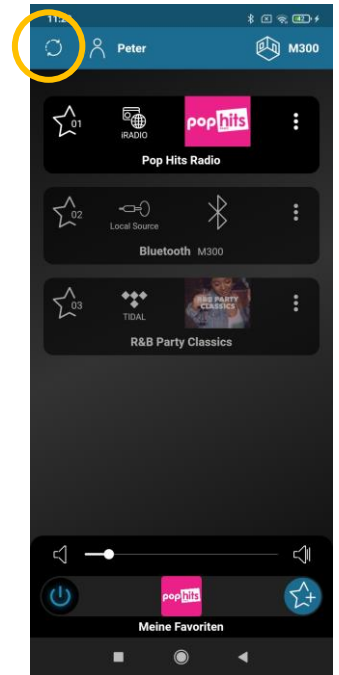 Peter
M300
01
iRADIO
pop hits
Pop Hits Radio
02
Local Source
Bluetooth M300
03
TIDAL
R&B PARTY
CLASSICS
R&B Party Classics
pop hits
Meine Favoriten